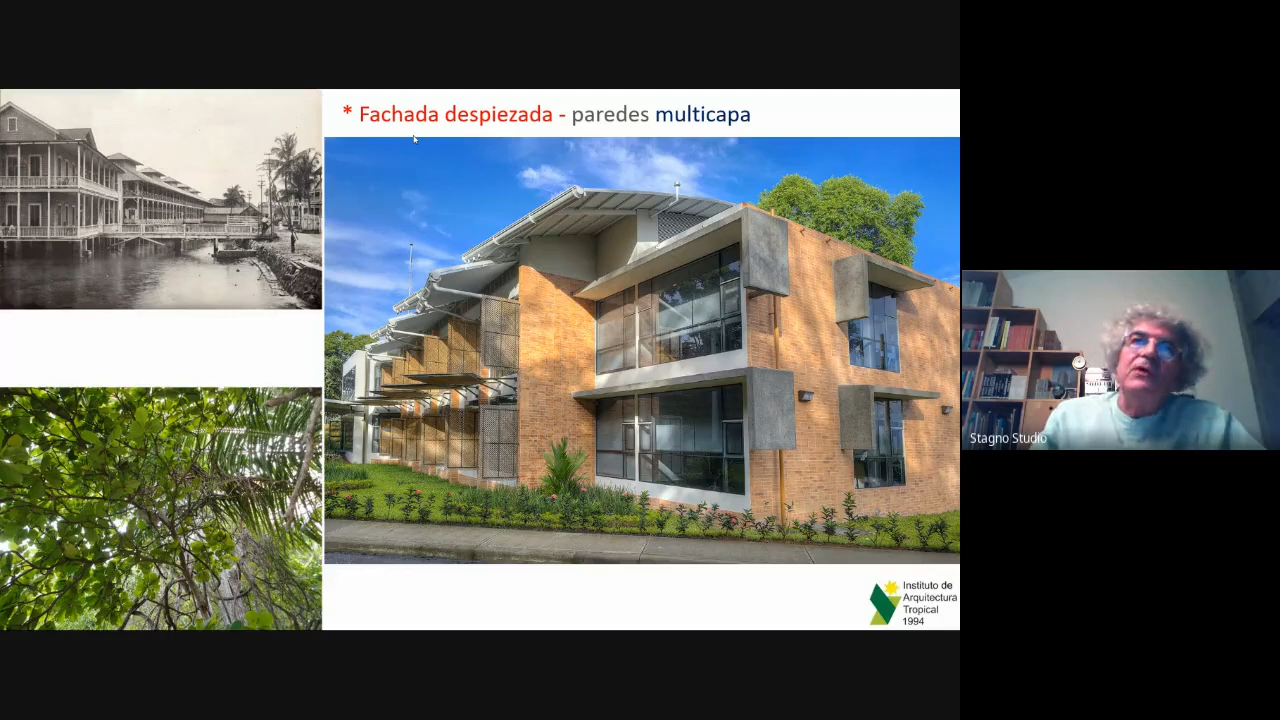 * Fachada despiezada - paredes multicapa
Instituto de
Arquitectura
Tropical
1994
Stagno Studio